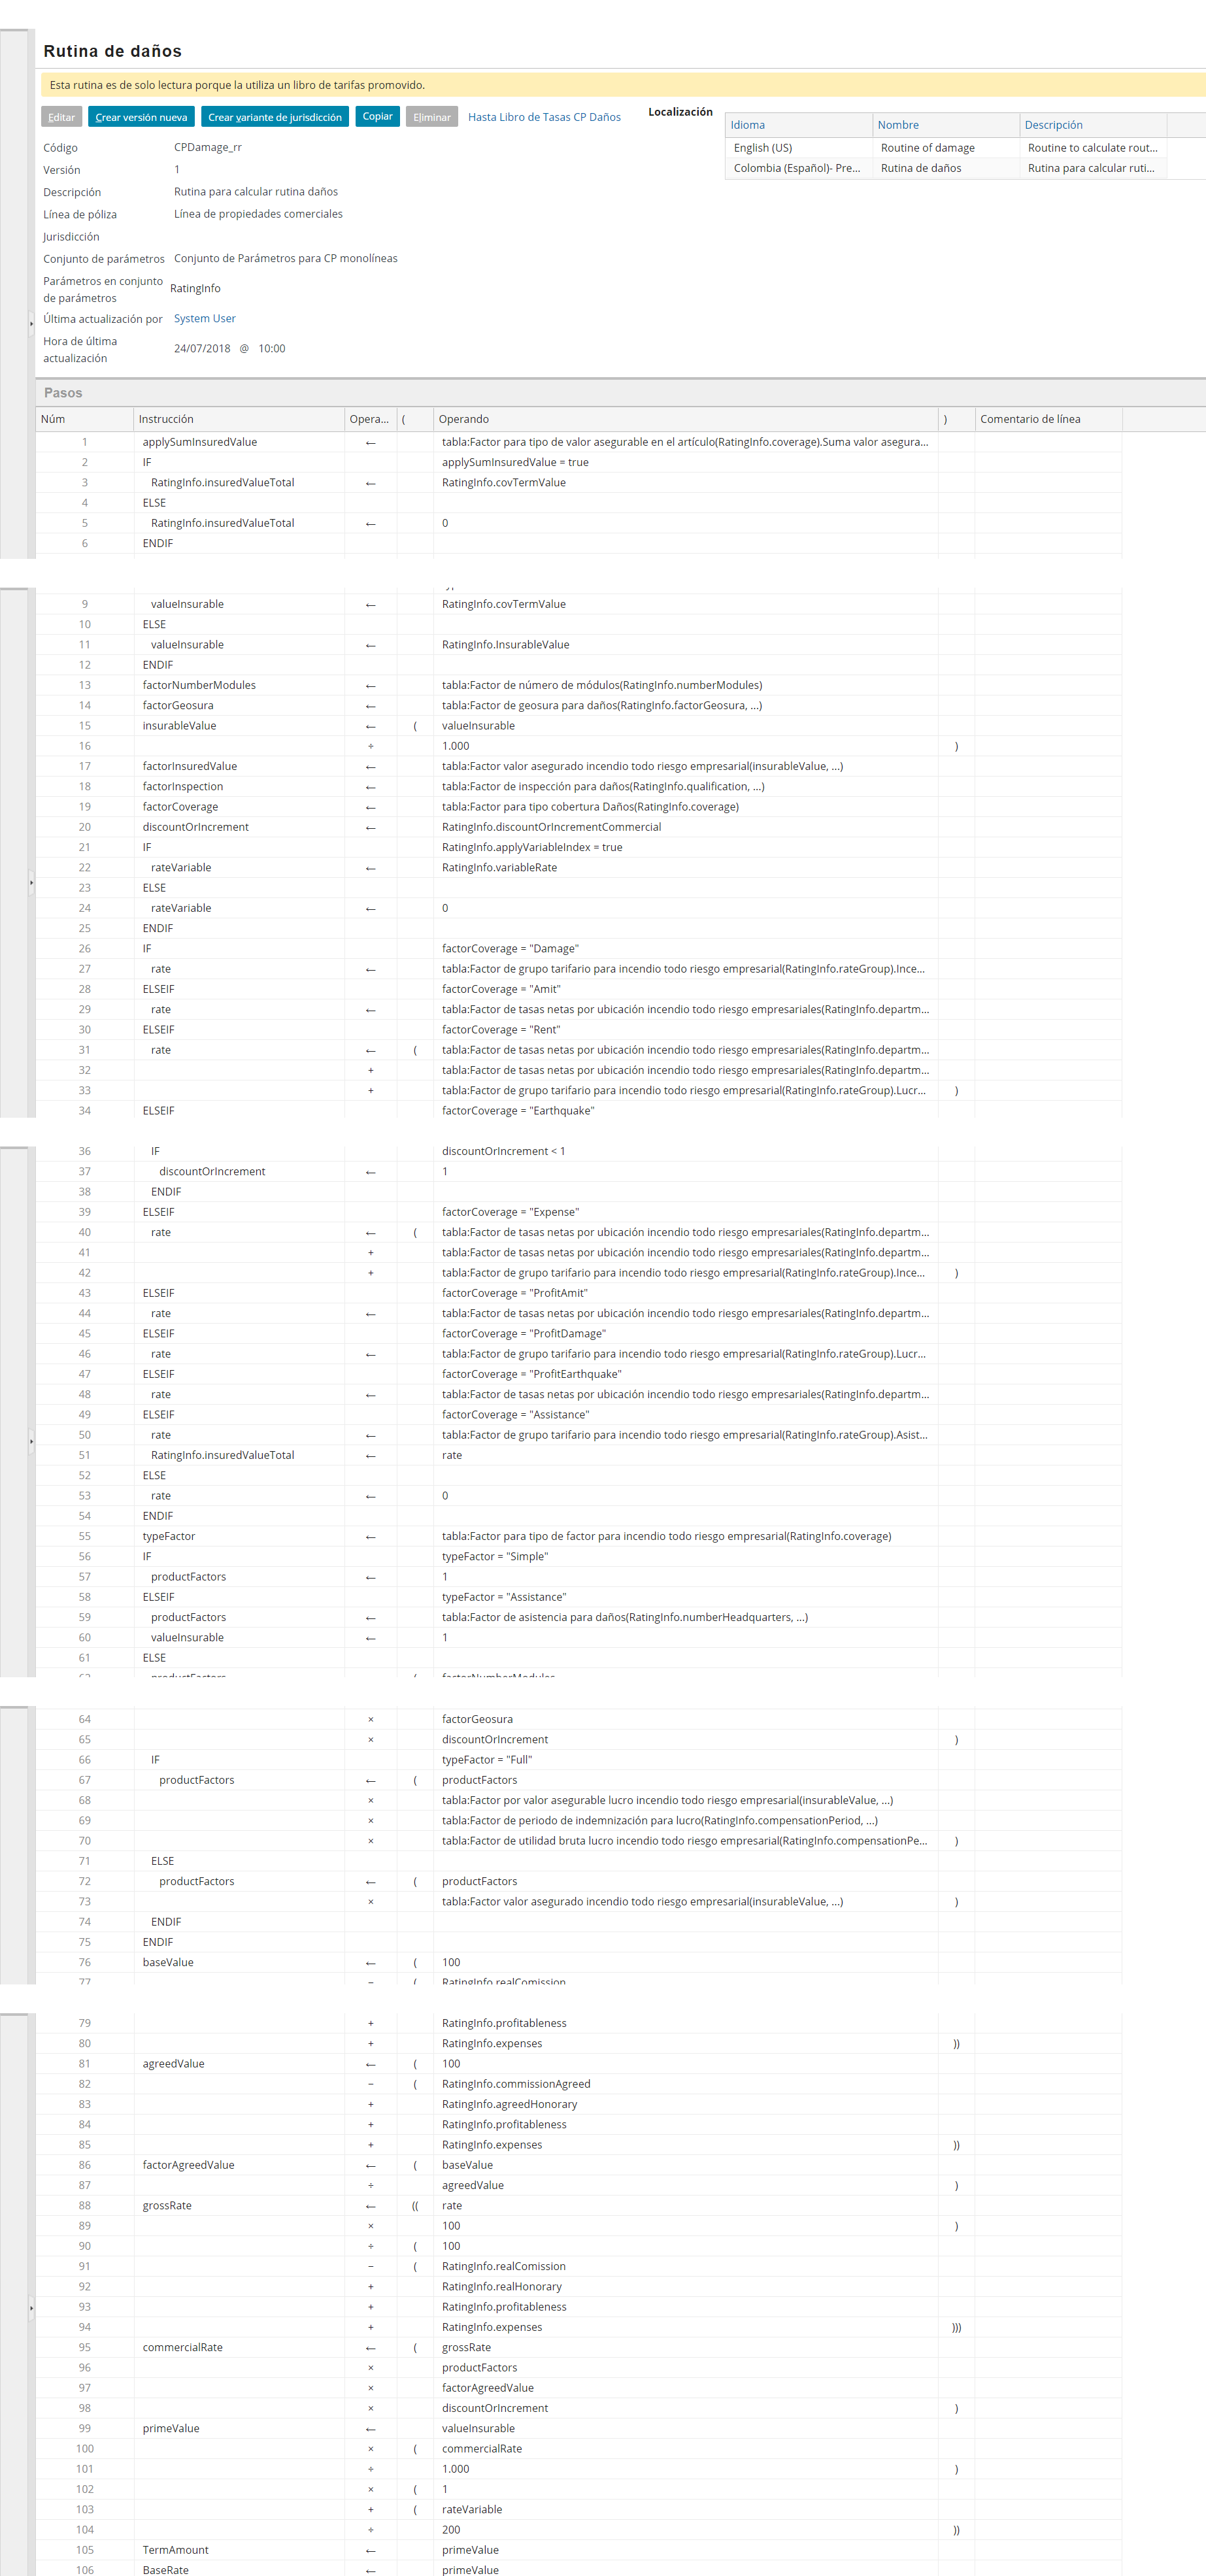 Rutina de daños
Esta rutina es de solo lectura porque la utiliza un libro de tarifas promovido.
Editar Crear versión nueva Crear variante de jurisdicción Copiar Eliminar Hasta Libro de Tasas CP Daños
Código CPDamage_rr
Versión 1
Descripción Rutina para calcular rutina daños
Línea de póliza Línea de propiedades comerciales
Jurisdicción
Conjunto de parámetros Conjunto de Parámetros para CP monolíneas
Parámetros en conjunto de parámetros RatingInfo
Última actualización por System User
Hora de última actualización 24/07/2018 @ 10:00
Localización
Idioma Nombre Descripción
English (US) Routine of damage Routine to calculate rout...
Colombia (Español)- Pre... Rutina de daños Rutina para calcular ruti...
Pasos
Núm Instrucción Opera... ( Operando ) Comentario de línea
1 applySumInsuredValue ← tabla:Factor para tipo de valor asegurable en el artículo(RatingInfo.coverage).Suma valor asegura...
2 IF applySumInsuredValue = true
3 RatingInfo.insuredValueTotal ← RatingInfo.covTermValue
4 ELSE
5 RatingInfo.insuredValueTotal ← 0
6 ENDIF
9 valueInsurable ← RatingInfo.covTermValue
10 ELSE
11 valueInsurable ← RatingInfo.InsurableValue
12 ENDIF
13 factorNumberModules ← tabla:Factor de número de módulos(RatingInfo.numberModules)
14 factorGeosura ← tabla:Factor de geosura para daños(RatingInfo.factorGeosura, ...)
15 insurableValue ← ( valueInsurable
16 ÷ 1.000 )
17 factorInsuredValue ← tabla:Factor valor asegurado incendio todo riesgo empresarial(insurableValue, ...)
18 factorInspection ← tabla:Factor de inspección para daños(RatingInfo.qualification, ...)
19 factorCoverage ← tabla:Factor para tipo cobertura Daños(RatingInfo.coverage)
20 discountOrIncrement ← RatingInfo.discountOrIncrementCommercial
21 IF RatingInfo.applyVariableIndex = true
22 rateVariable ← RatingInfo.variableRate
23 ELSE
24 rateVariable ← 0
25 ENDIF
26 IF factorCoverage = "Damage"
27 rate ← tabla:Factor de grupo tarifario para incendio todo riesgo empresarial(RatingInfo.rateGroup).Ince...
28 ELSEIF factorCoverage = "Amit"
29 rate ← tabla:Factor de tasas netas por ubicación incendio todo riesgo empresariales(RatingInfo.departm...
30 ELSEIF factorCoverage = "Rent"
31 rate ← ( tabla:Factor de tasas netas por ubicación incendio todo riesgo empresariales(RatingInfo.departm...
32 + tabla:Factor de tasas netas por ubicación incendio todo riesgo empresariales(RatingInfo.departm...
33 + tabla:Factor de grupo tarifario para incendio todo riesgo empresarial(RatingInfo.rateGroup).Lucr... )
34 ELSEIF factorCoverage = "Earthquake"
36 IF discountOrIncrement < 1
37 discountOrIncrement ← 1
38 ENDIF
39 ELSEIF factorCoverage = "Expense"
40 rate ← ( tabla:Factor de tasas netas por ubicación incendio todo riesgo empresariales(RatingInfo.departm...
41 + tabla:Factor de tasas netas por ubicación incendio todo riesgo empresariales(RatingInfo.departm...
42 + tabla:Factor de grupo tarifario para incendio todo riesgo empresarial(RatingInfo.rateGroup).Ince... )
43 ELSEIF factorCoverage = "ProfitAmit"
44 rate ← tabla:Factor de tasas netas por ubicación incendio todo riesgo empresariales(RatingInfo.departm...
45 ELSEIF factorCoverage = "ProfitDamage"
46 rate ← tabla:Factor de grupo tarifario para incendio todo riesgo empresarial(RatingInfo.rateGroup).Lucr...
47 ELSEIF factorCoverage = "ProfitEarthquake"
48 rate ← tabla:Factor de tasas netas por ubicación incendio todo riesgo empresariales(RatingInfo.departm...
49 ELSEIF factorCoverage = "Assistance"
50 rate ← tabla:Factor de grupo tarifario para incendio todo riesgo empresarial(RatingInfo.rateGroup).Asist...
51 RatingInfo.insuredValueTotal ← rate
52 ELSE
53 rate ← 0
54 ENDIF
55 typeFactor ← tabla:Factor para tipo de factor para incendio todo riesgo empresarial(RatingInfo.coverage)
56 IF typeFactor = "Simple"
57 productFactors ← 1
58 ELSEIF typeFactor = "Assistance"
59 productFactors ← tabla:Factor de asistencia para daños(RatingInfo.numberHeadquarters, ...)
60 valueInsurable ← 1
61 ELSE
64 × factorGeosura
65 × discountOrIncrement )
66 IF typeFactor = "Full"
67 productFactors ← ( productFactors
68 × tabla:Factor por valor asegurable lucro incendio todo riesgo empresarial(insurableValue, ...)
69 × tabla:Factor de periodo de indemnización para lucro(RatingInfo.compensationPeriod, ...)
70 × tabla:Factor de utilidad bruta lucro incendio todo riesgo empresarial(RatingInfo.compensationPe... )
71 ELSE
72 productFactors ← ( productFactors
73 × tabla:Factor valor asegurado incendio todo riesgo empresarial(insurableValue, ...) )
74 ENDIF
75 ENDIF
76 baseValue ← ( 100
77 − ( RatingInfo.realComission
79 + RatingInfo.profitableness
80 + RatingInfo.expenses ))
81 agreedValue ← ( 100
82 − ( RatingInfo.commissionAgreed
83 + RatingInfo.agreedHonorary
84 + RatingInfo.profitableness
85 + RatingInfo.expenses ))
86 factorAgreedValue ← ( baseValue
87 ÷ agreedValue )
88 grossRate ← (( rate
89 × 100 )
90 ÷ ( 100
91 − ( RatingInfo.realComission
92 + RatingInfo.realHonorary
93 + RatingInfo.profitableness
94 + RatingInfo.expenses )))
95 commercialRate ← ( grossRate
96 × productFactors
97 × factorAgreedValue
98 × discountOrIncrement )
99 primeValue ← valueInsurable
100 × ( commercialRate
101 ÷ 1.000 )
102 × ( 1
103 + ( rateVariable
104 ÷ 200 ))
105 TermAmount ← primeValue
106 BaseRate ← primeValue